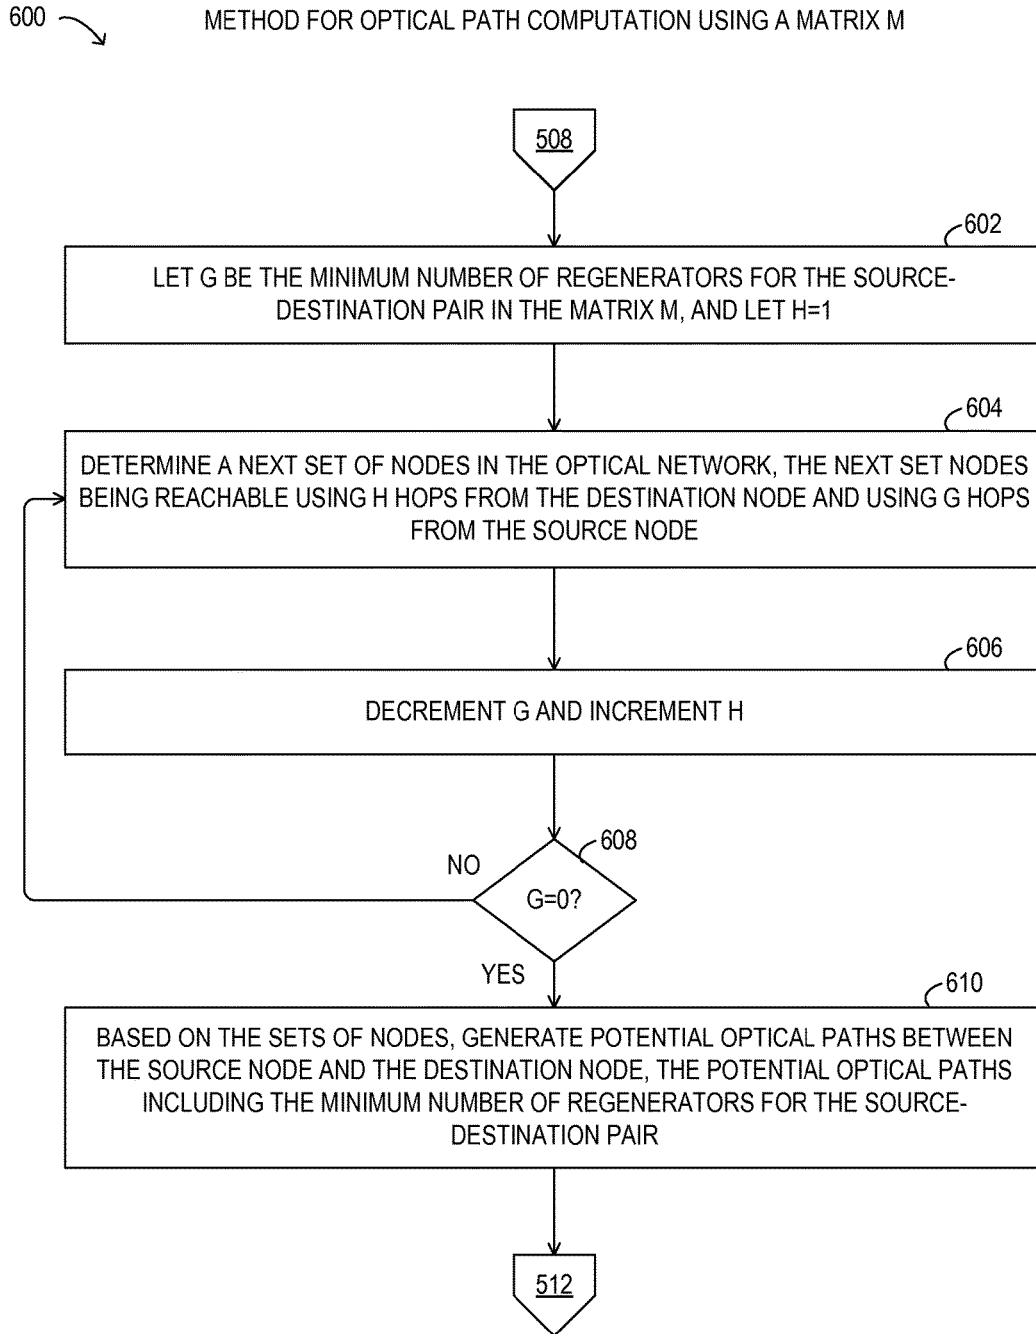 600
METHOD FOR OPTICAL PATH COMPUTATION USING A MATRIX M
508
602
LET G BE THE MINIMUM NUMBER OF REGENERATORS FOR THE SOURCE-
DESTINATION PAIR IN THE MATRIX M, AND LET H=1
604
DETERMINE A NEXT SET OF NODES IN THE OPTICAL NETWORK, THE NEXT SET NODES
BEING REACHABLE USING H HOPS FROM THE DESTINATION NODE AND USING G HOPS
FROM THE SOURCE NODE
606
DECREMENT G AND INCREMENT H
608
NO
G=0?
YES
610
BASED ON THE SETS OF NODES, GENERATE POTENTIAL OPTICAL PATHS BETWEEN
THE SOURCE NODE AND THE DESTINATION NODE, THE POTENTIAL OPTICAL PATHS
INCLUDING THE MINIMUM NUMBER OF REGENERATORS FOR THE SOURCE-
DESTINATION PAIR
512